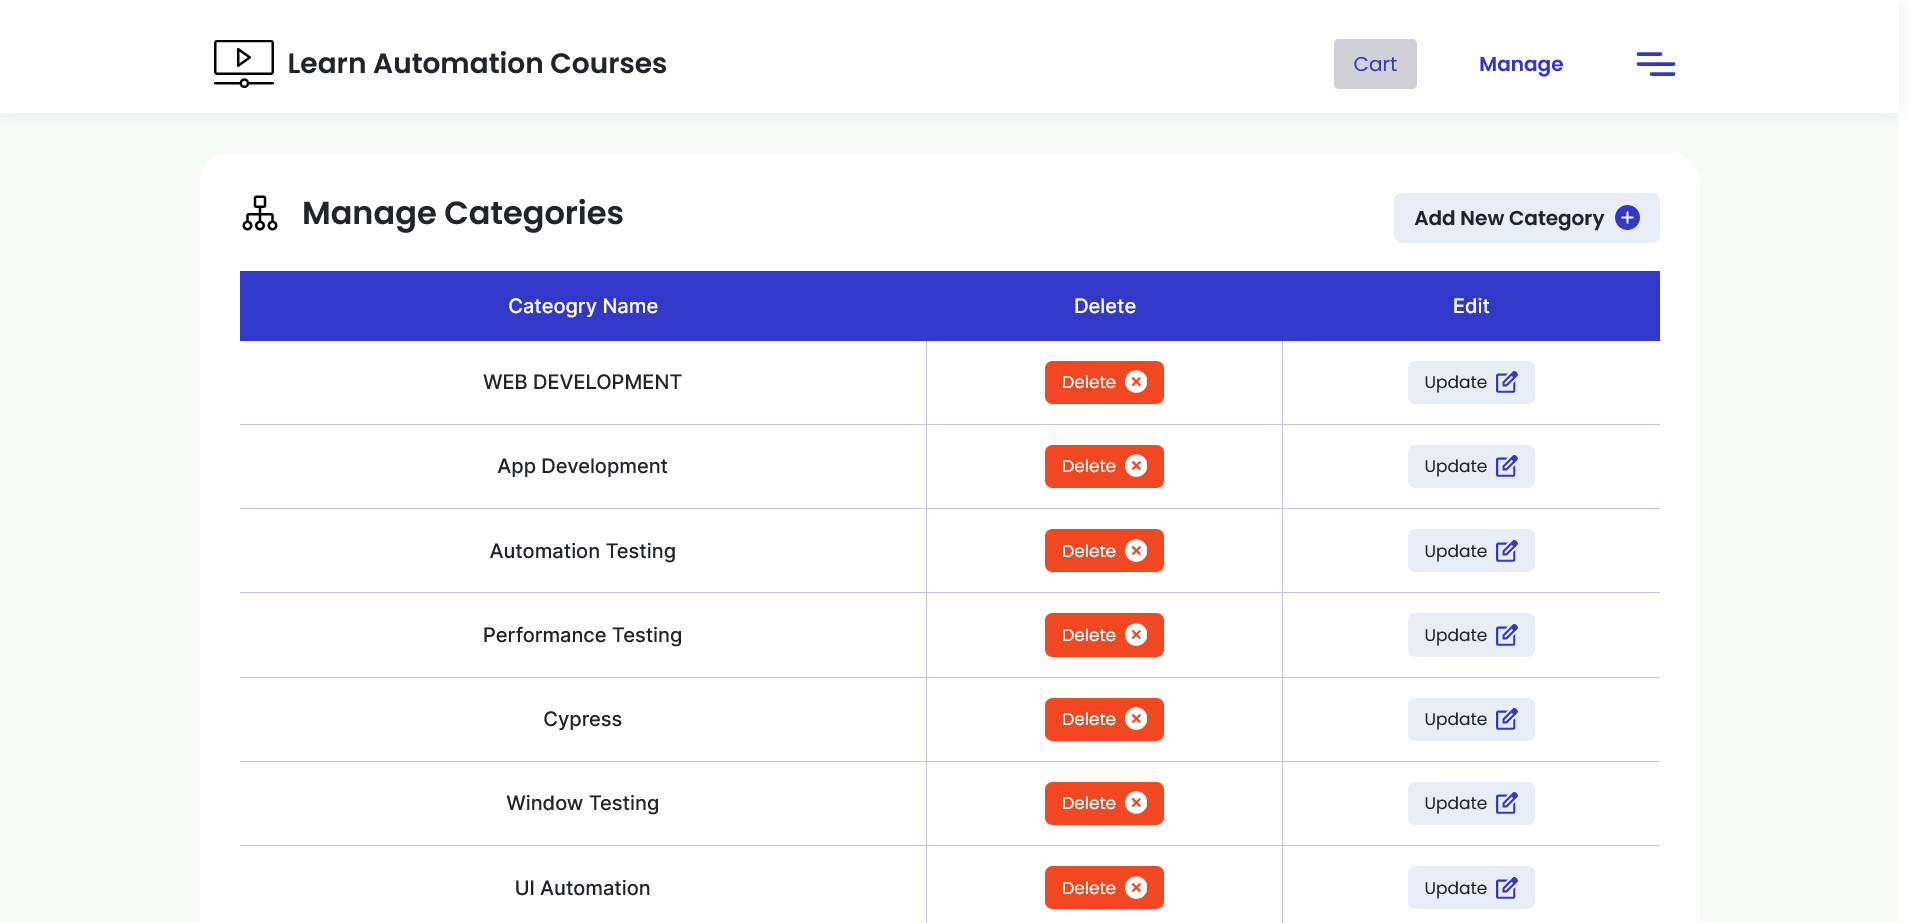 Learn Automation Courses
Cart
Manage
Manage Categories
Add New Category
Cateogry Name Delete Edit
WEB DEVELOPMENT Delete Update
App Development Delete Update
Automation Testing Delete Update
Performance Testing Delete Update
Cypress Delete Update
Window Testing Delete Update
UI Automation Delete Update